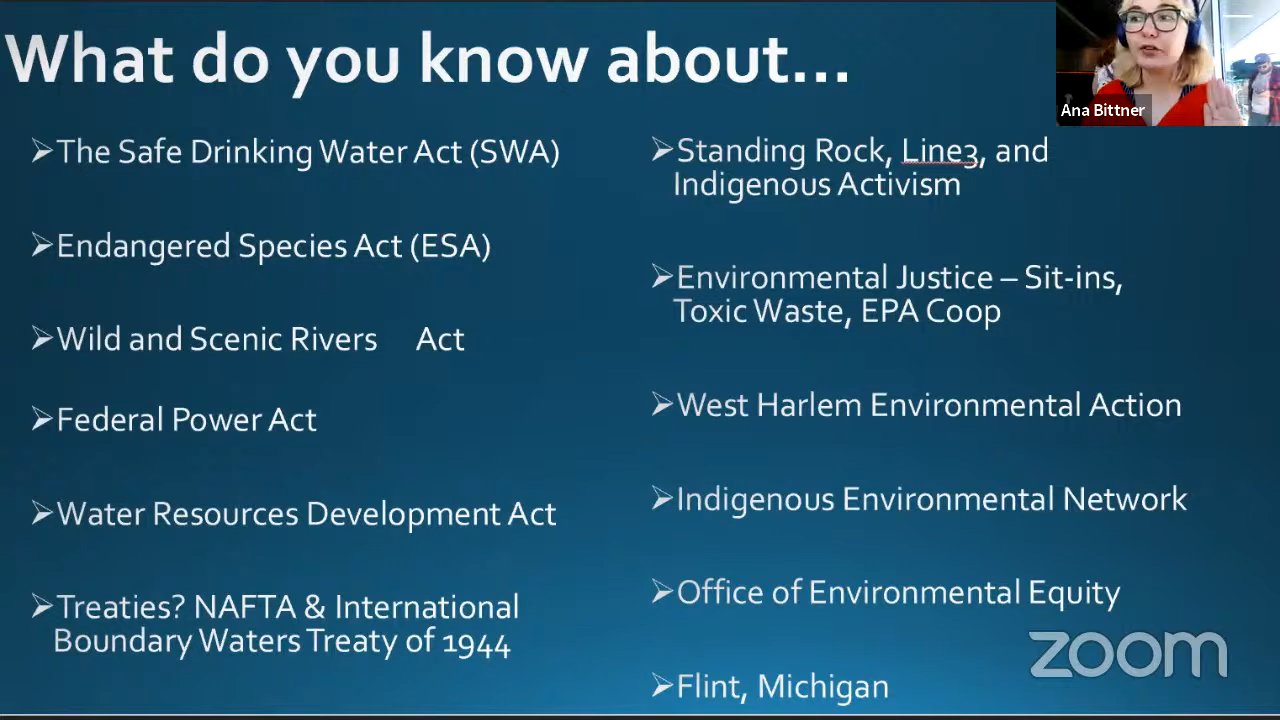 What do you know about...
Ana Bittner
➢The Safe Drinking Water Act (SWA)
➢Endangered Species Act (ESA)
➢Wild and Scenic Rivers Act
➢Federal Power Act
➢Water Resources Development Act
➢Treaties? NAFTA & International
Boundary Waters Treaty of 1944
➢Standing Rock, Line3, and
Indigenous Activism
➢Environmental Justice – Sit-ins,
Toxic Waste, EPA Coop
➢West Harlem Environmental Action
➢Indigenous Environmental Network
➢Office of Environmental Equity
➢Flint, Michigan
zoom